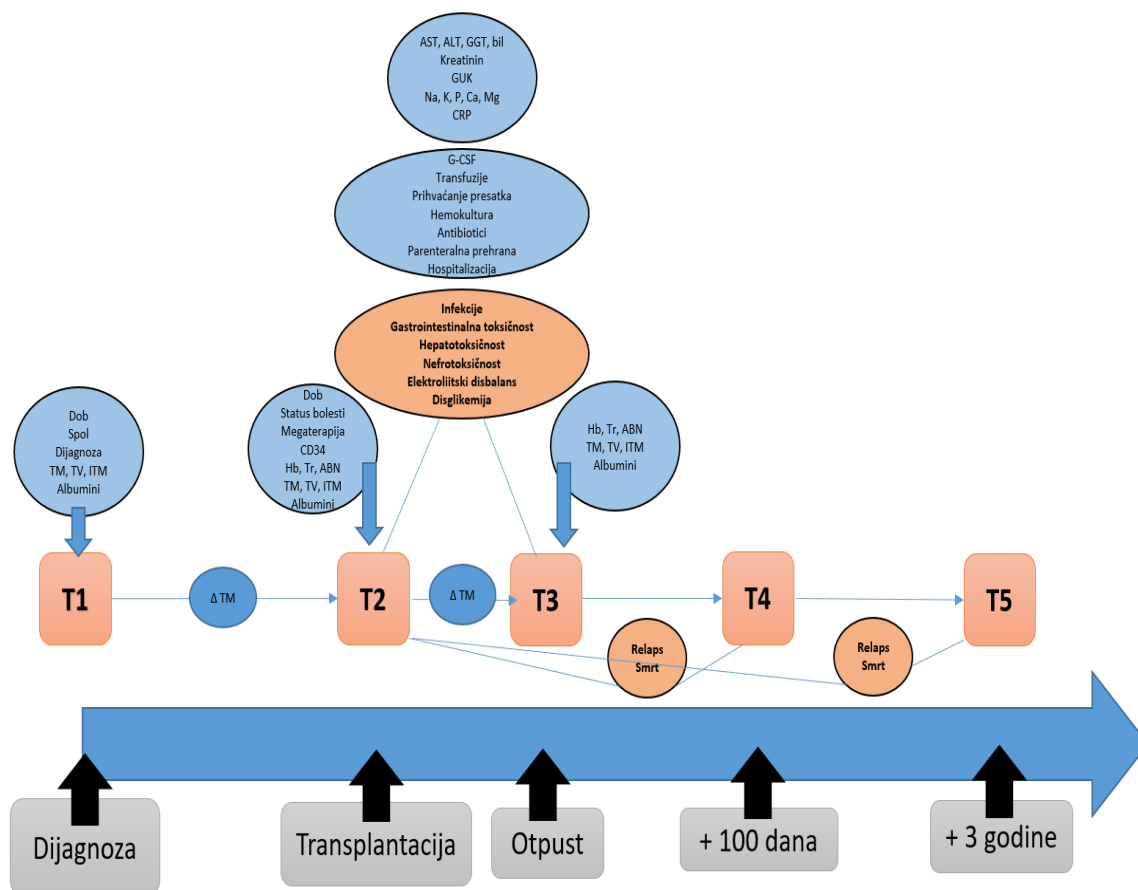 AST, ALT, GGT, bil
Kreatinin
GUK
Na, K, P, Ca, Mg
CRP
G-CSF
Transfuzije
Prihvaćanje presatka
Hemokultura
Antibiotici
Parenteralna prehrana
Hospitalizacija
Infekcije
Gastrointestinalna toksičnost
Hepatotoksičnost
Nefrotoksičnost
Elektroliitski disbalans
Disglikemija
Dob
Spol
Dijagnoza
TM, TV, ITM
Albumini
Dob
Status bolesti
Megaterapija
CD34
Hb, Tr, ABN
TM, TV, ITM
Albumini
Hb, Tr, ABN
TM, TV, ITM
Albumini
T1
Δ TM
T2
Δ TM
T3
T4
T5
Relaps
Smrt
Relaps
Smrt
Dijagnoza
Transplantacija
Otpust
+ 100 dana
+ 3 godine